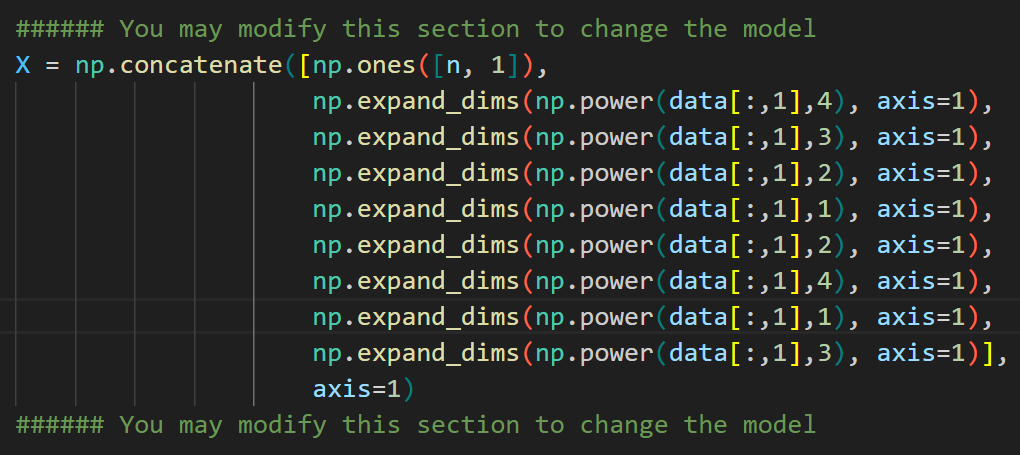 ###### You may modify this section to change the model
X = np.concatenate([np.ones([n, 1]),
np.expand_dims(np.power(data[:,1],4), axis=1),
np.expand_dims(np.power(data[:,1],3), axis=1),
np.expand_dims(np.power(data[:,1],2), axis=1),
np.expand_dims(np.power(data[:,1],1), axis=1),
np.expand_dims(np.power(data[:,1],2), axis=1),
np.expand_dims(np.power(data[:,1],4), axis=1),
np.expand_dims(np.power(data[:,1],1), axis=1),
np.expand_dims(np.power(data[:,1],3), axis=1)],
axis=1)
###### You may modify this section to change the model